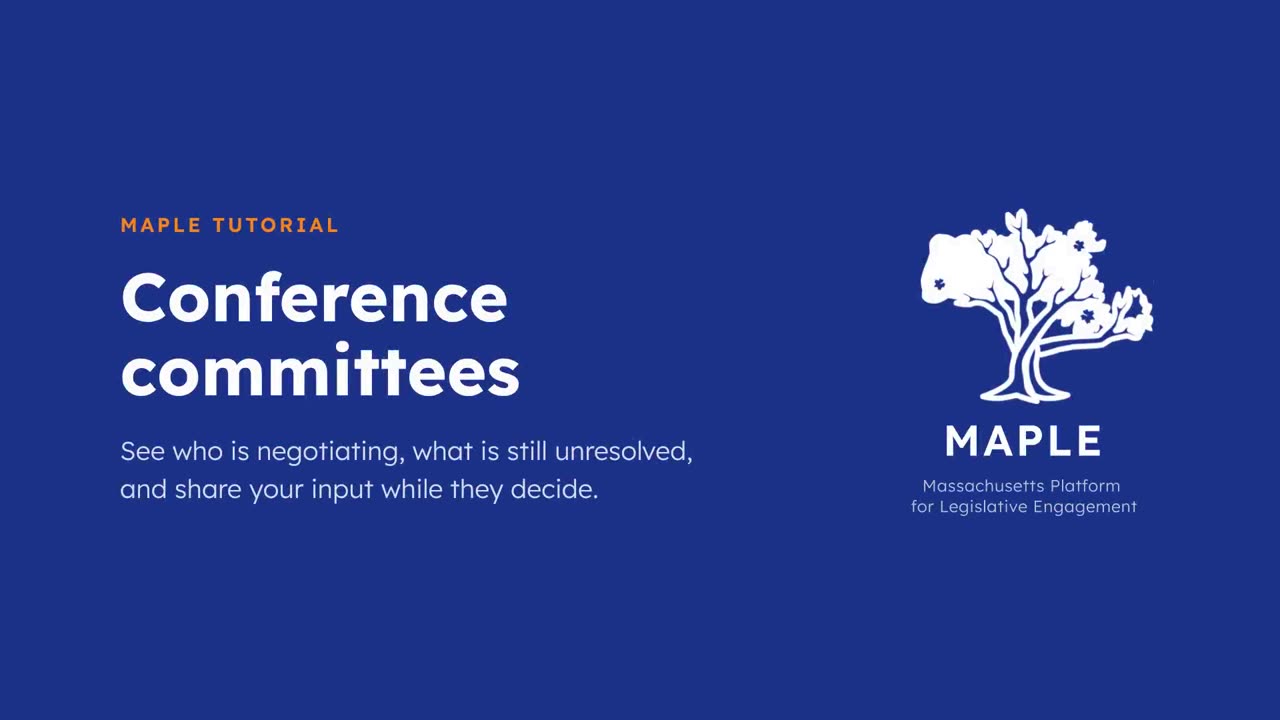 MAPLE TUTORIAL
Conference
committees
See who is negotiating, what is still unresolved,
and share your input while they decide.
MAPLE
Massachusetts Platform
for Legislative Engagement